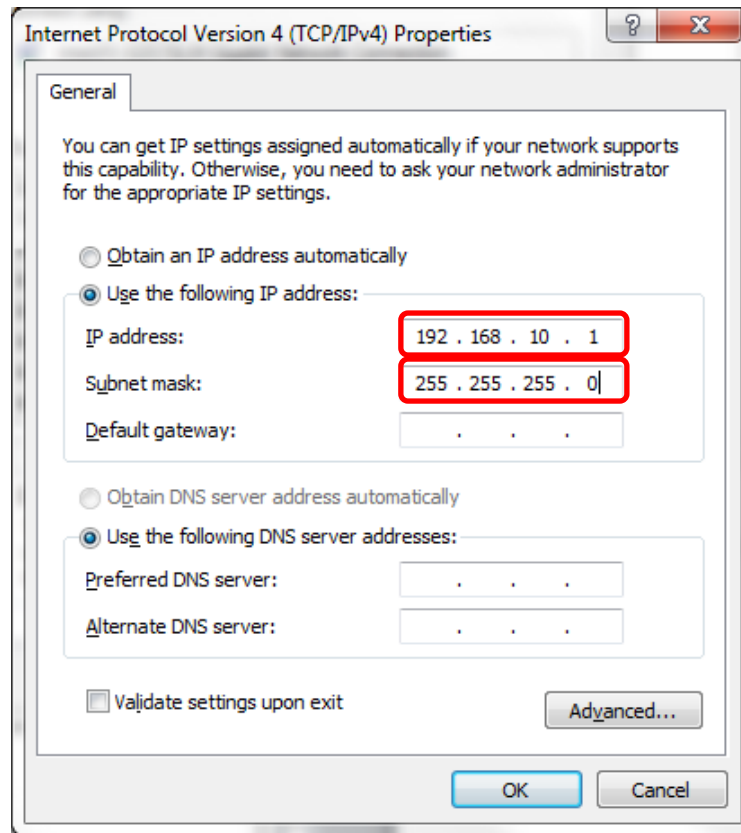 Internet Protocol Version 4 (TCP/IPv4) Properties
General
You can get IP settings assigned automatically if your network supports
this capability. Otherwise, you need to ask your network administrator
for the appropriate IP settings.
Obtain an IP address automatically
Use the following IP address:
IP address: 192 . 168 . 10 . 1
Subnet mask: 255 . 255 . 255 . 0
Default gateway: . . .
Obtain DNS server address automatically
Use the following DNS server addresses:
Preferred DNS server: . . .
Alternate DNS server: . . .
Validate settings upon exit
Advanced...
OK Cancel